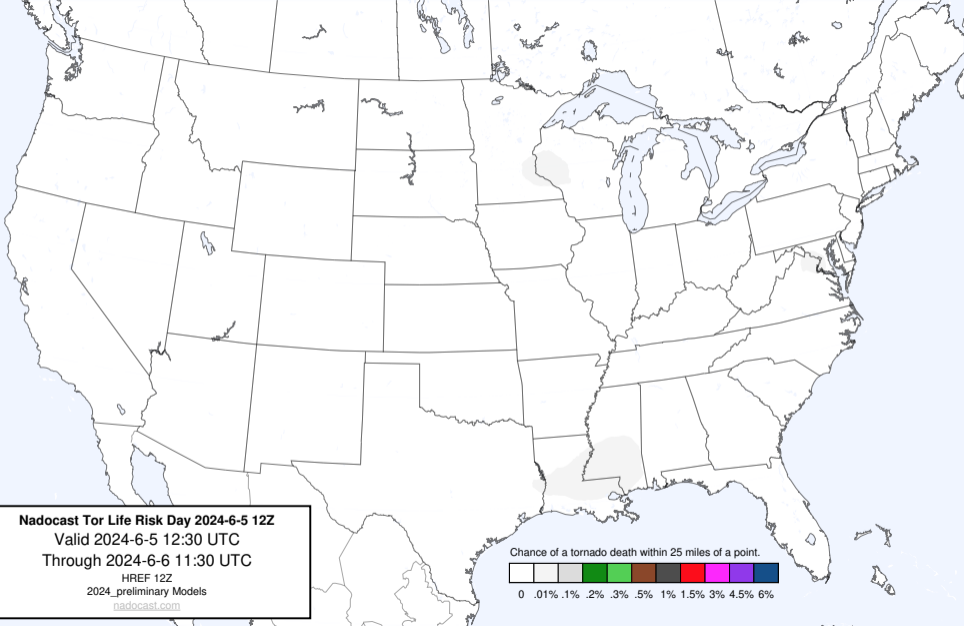 Nadocast Tor Life Risk Day 2024-6-5 12Z
Valid 2024-6-5 12:30 UTC
Through 2024-6-6 11:30 UTC
HREF 12Z
2024_preliminary Models
nadocast.com
Chance of a tornado death within 25 miles of a point.
0 .01% .1% .2% .3% .5% 1% 1.5% 3% 4.5% 6%